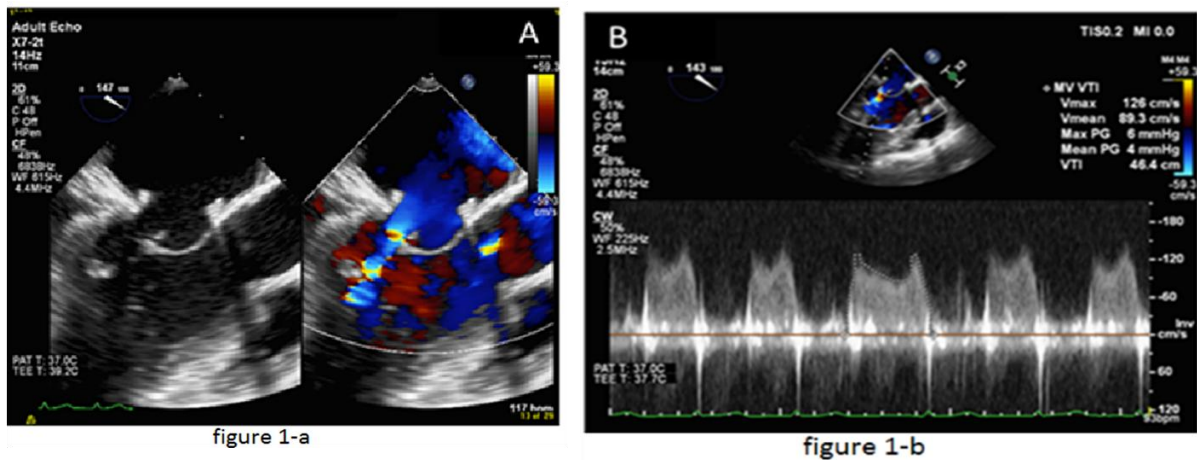 Adult Echo
X7-2t
14Hz
11cm
2D
61%
C 48
P Off
HPen
CF
48%
6838Hz
WF 615Hz
4.4MHz
147
A
+59.3
-59.3
cm/s
PAT T: 37.0C
TEE T: 39.2C
117 bpm
figure 1-a
B
14cm
2D
61%
C 48
P Off
HPen
CF
48%
6838Hz
WF 615Hz
4.4MHz
CW
50%
WF 225Hz
2.5MHz
143
TIS0.2 MI 0.0
M4 M4
+59.3
-59.3
cm/s
MV VTI
Vmax 126 cm/s
Vmean 89.3 cm/s
Max PG 6 mmHg
Mean PG 4 mmHg
VTI 46.4 cm
-180
-120
-60
Inv
cm/s
60
120
PAT T: 37.0C
TEE T: 37.7C
93bpm
figure 1-b